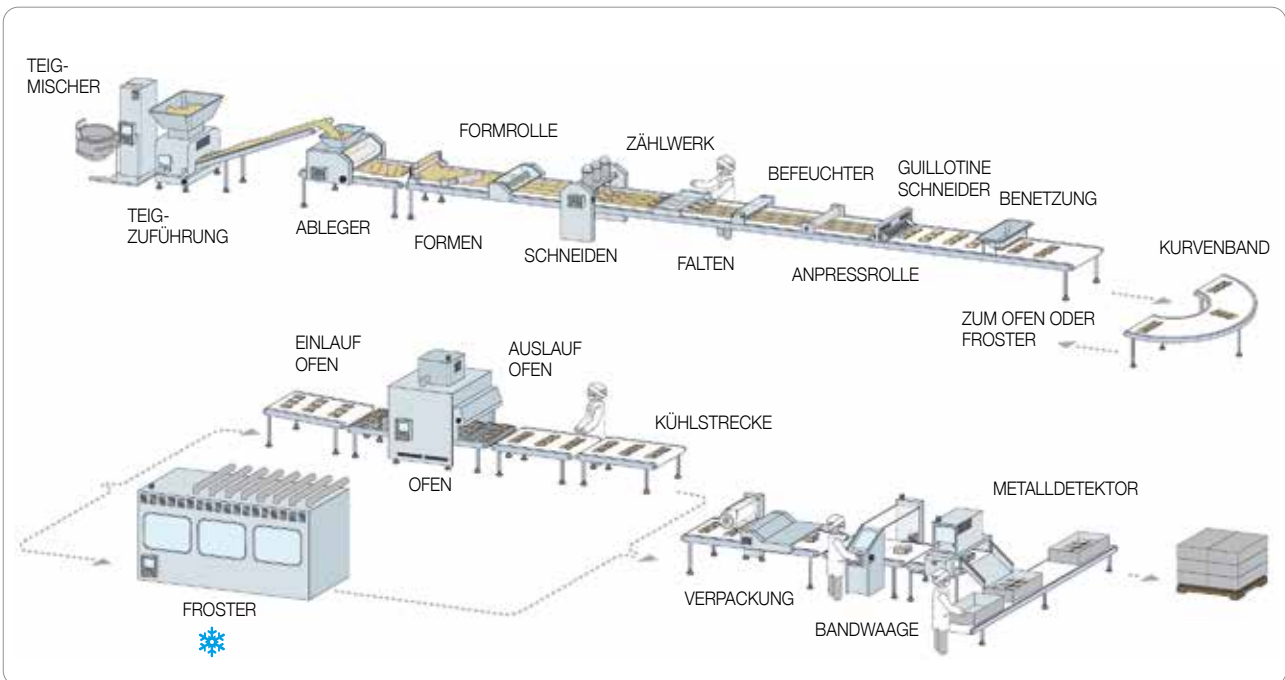 TEIG-
MISCHER
TEIG-
ZUFÜHRUNG
ABLEGER
FORMEN
FORMROLLE
SCHNEIDEN
ZÄHLWERK
FALTEN
BEFEUCHTER
ANPRESSROLLE
GUILLOTINE
SCHNEIDER
BENETZUNG
KURVENBAND
ZUM OFEN ODER
FROSTER
EINLAUF
OFEN
OFEN
AUSLAUF
OFEN
KÜHLSTRECKE
FROSTER
VERPACKUNG
BANDWAAGE
METALLDETEKTOR